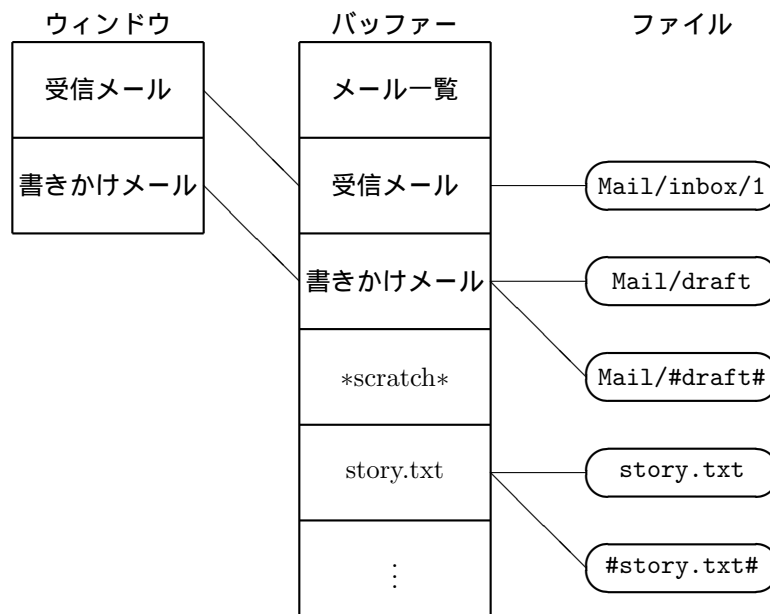 ウィンドウ
受信メール
書きかけメール
バッファー
メール一覧
受信メール
書きかけメール
*scratch*
story.txt
⋮
ファイル
Mail/inbox/1
Mail/draft
Mail/#draft#
story.txt
#story.txt#